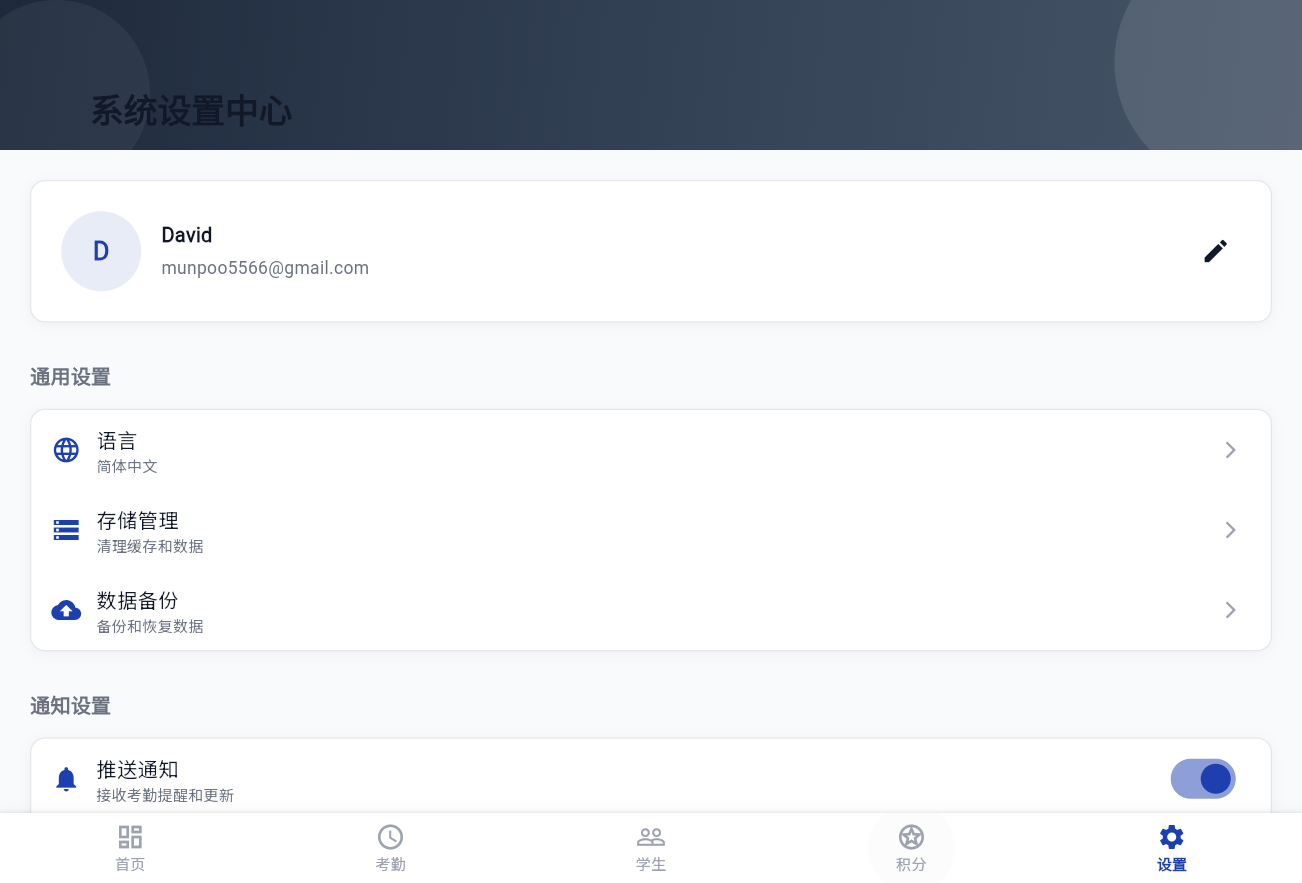 系统设置中心
D
David
munpoo5566@gmail.com
通用设置
语言
简体中文
存储管理
清理缓存和数据
数据备份
备份和恢复数据
通知设置
推送通知
接收考勤提醒和更新
首页
考勤
学生
积分
设置